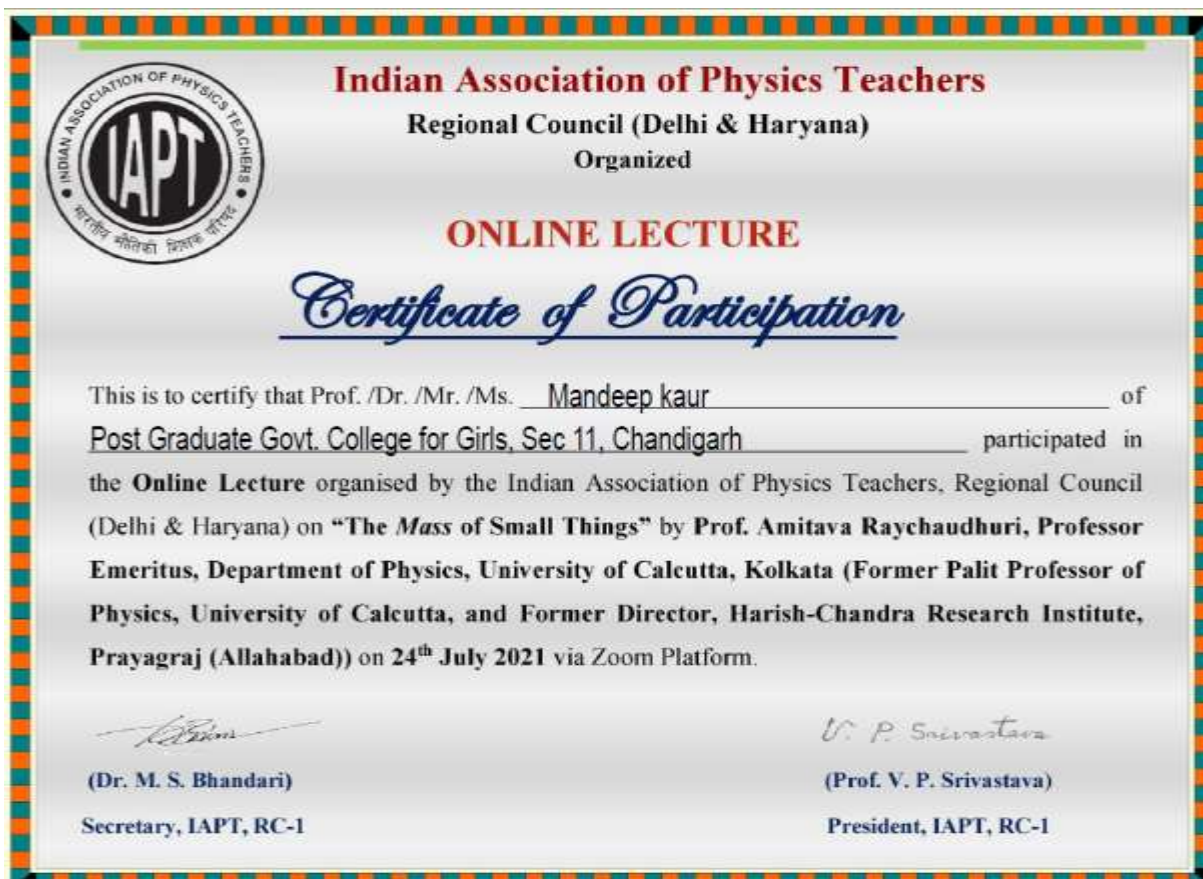 INDIAN ASSOCIATION OF PHYSICS TEACHERS
IAPT
भारतीय भौतिकी शिक्षक परिषद
Indian Association of Physics Teachers
Regional Council (Delhi & Haryana)
Organized
ONLINE LECTURE
Certificate of Participation
This is to certify that Prof. /Dr. /Mr. /Ms. Mandeep kaur of
Post Graduate Govt. College for Girls, Sec 11, Chandigarh participated in
the Online Lecture organised by the Indian Association of Physics Teachers, Regional Council
(Delhi & Haryana) on “The Mass of Small Things” by Prof. Amitava Raychaudhuri, Professor
Emeritus, Department of Physics, University of Calcutta, Kolkata (Former Palit Professor of
Physics, University of Calcutta, and Former Director, Harish-Chandra Research Institute,
Prayagraj (Allahabad)) on 24th July 2021 via Zoom Platform.
V. P. Srivastava
(Dr. M. S. Bhandari)
(Prof. V. P. Srivastava)
Secretary, IAPT, RC-1
President, IAPT, RC-1